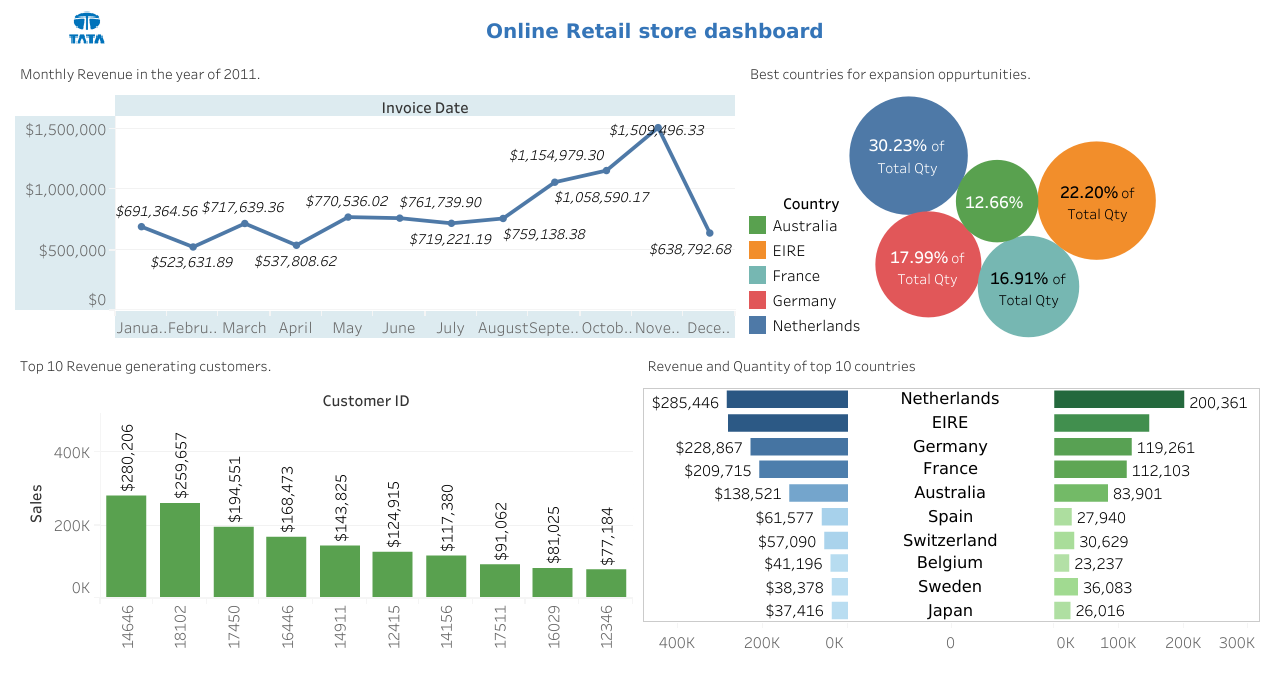 TATA
Online Retail store dashboard
Monthly Revenue in the year of 2011.
Invoice Date
$1,500,000
$1,000,000
$500,000
$0
$691,364.56
$523,631.89
$717,639.36
$537,808.62
$770,536.02
$761,739.90
$719,221.19
$759,138.38
$1,058,590.17
$1,154,979.30
$1,509,496.33
$638,792.68
Janua.. Febru.. March April May June July August Septe.. Octob.. Nove.. Dece..
Best countries for expansion oppurtunities.
Country
Australia
EIRE
France
Germany
Netherlands
30.23% of
Total Qty
12.66%
22.20% of
Total Qty
17.99% of
Total Qty
16.91% of
Total Qty
Top 10 Revenue generating customers.
Customer ID
Sales
400K
200K
0K
$280,206
$259,657
$194,551
$168,473
$143,825
$124,915
$117,380
$91,062
$81,025
$77,184
14646
18102
17450
16446
14911
12415
14156
17511
16029
12346
Revenue and Quantity of top 10 countries
$285,446 Netherlands 200,361
EIRE
$228,867 Germany 119,261
$209,715 France 112,103
$138,521 Australia 83,901
$61,577 Spain 27,940
$57,090 Switzerland 30,629
$41,196 Belgium 23,237
$38,378 Sweden 36,083
$37,416 Japan 26,016
400K 200K 0K 0 0K 100K 200K 300K